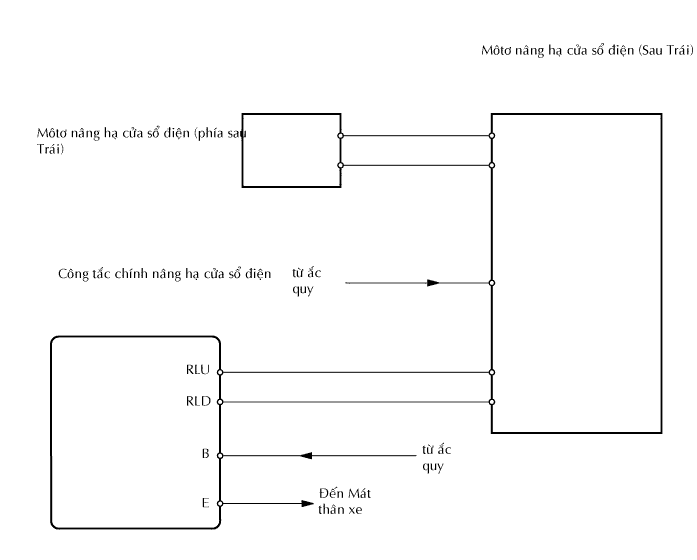 Môtơ nâng hạ cửa sổ điện (Sau Trái)
Môtơ nâng hạ cửa sổ điện (phía sau
Trái)
Công tắc chính nâng hạ cửa sổ điện
từ ắc
quy
RLU
RLD
B
từ ắc
quy
E
Đến Mát
thân xe